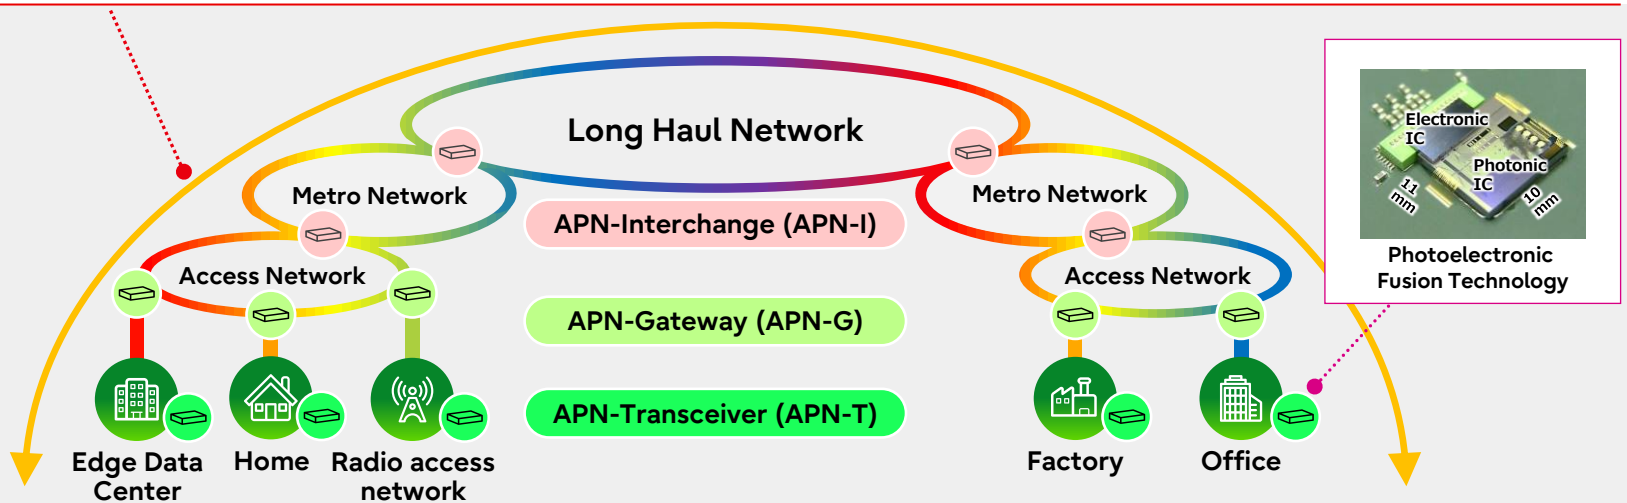 Long Haul Network
Metro Network
Metro Network
Access Network
Access Network
APN-Interchange (APN-I)
APN-Gateway (APN-G)
APN-Transceiver (APN-T)
Edge Data
Center
Home
Radio access
network
Factory
Office
Electronic
IC
Photonic
IC
11
mm
10
mm
Photoelectronic
Fusion Technology